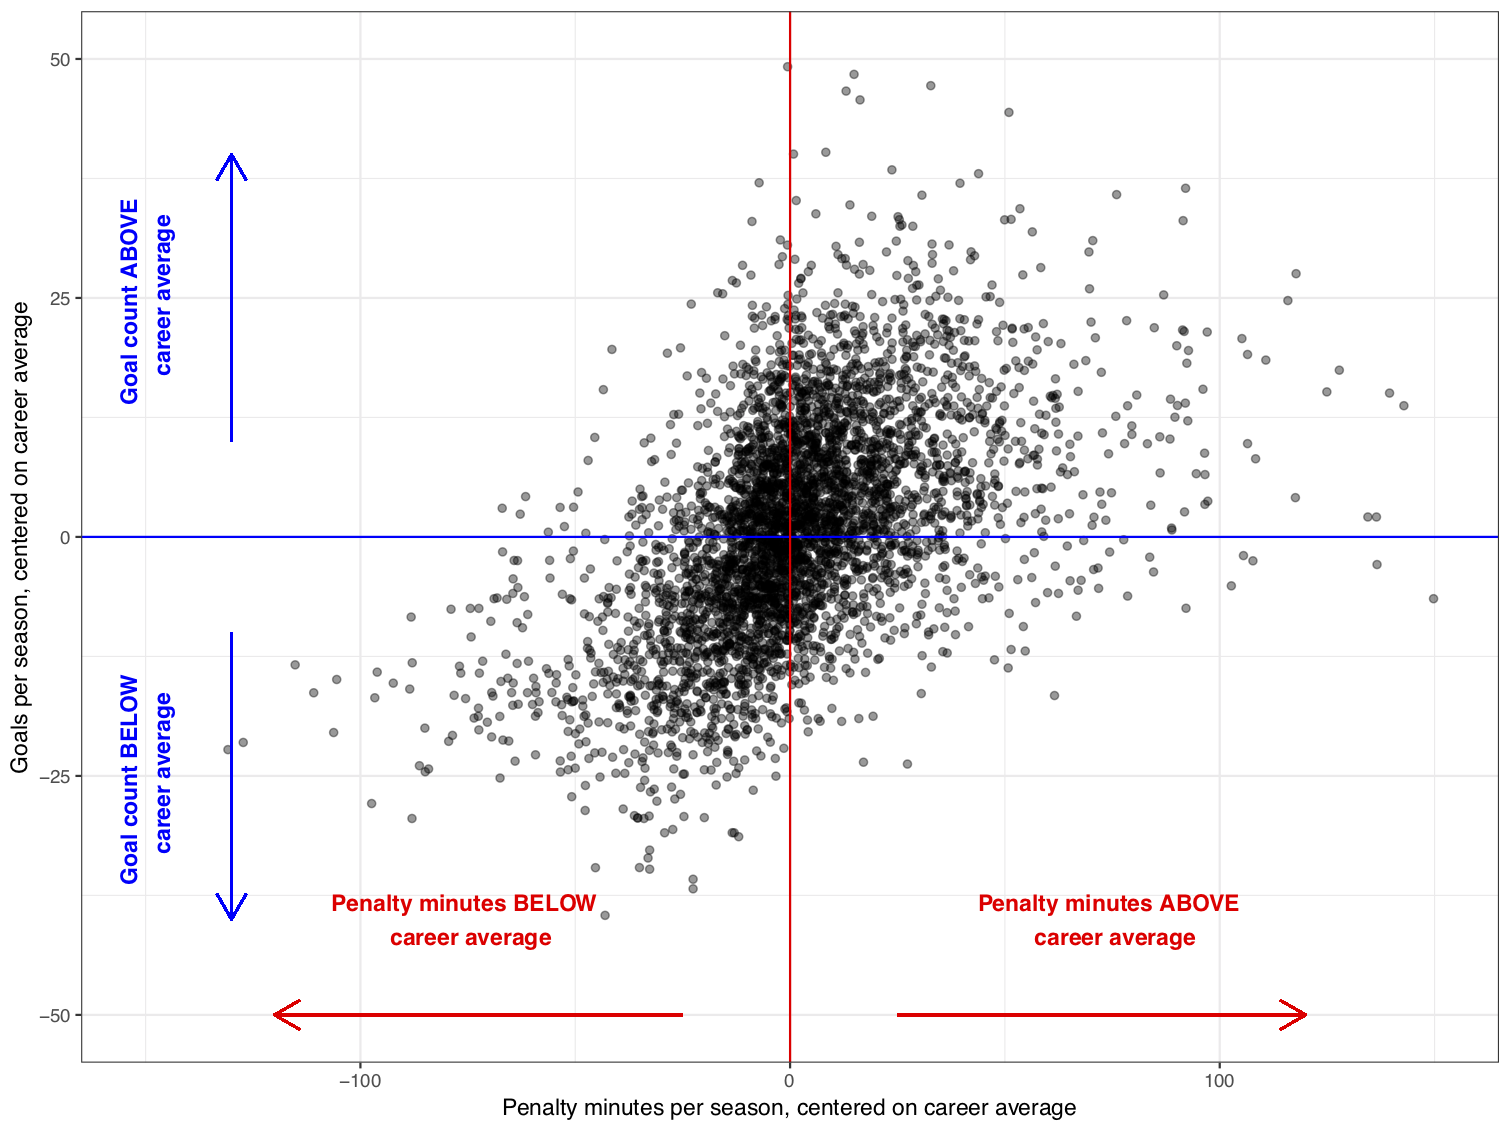 Goals per season, centered on career average
50
25
0
−25
−50
Goal count ABOVE
career average
Goal count BELOW
career average
Penalty minutes BELOW
career average
Penalty minutes ABOVE
career average
−100
0
100
Penalty minutes per season, centered on career average